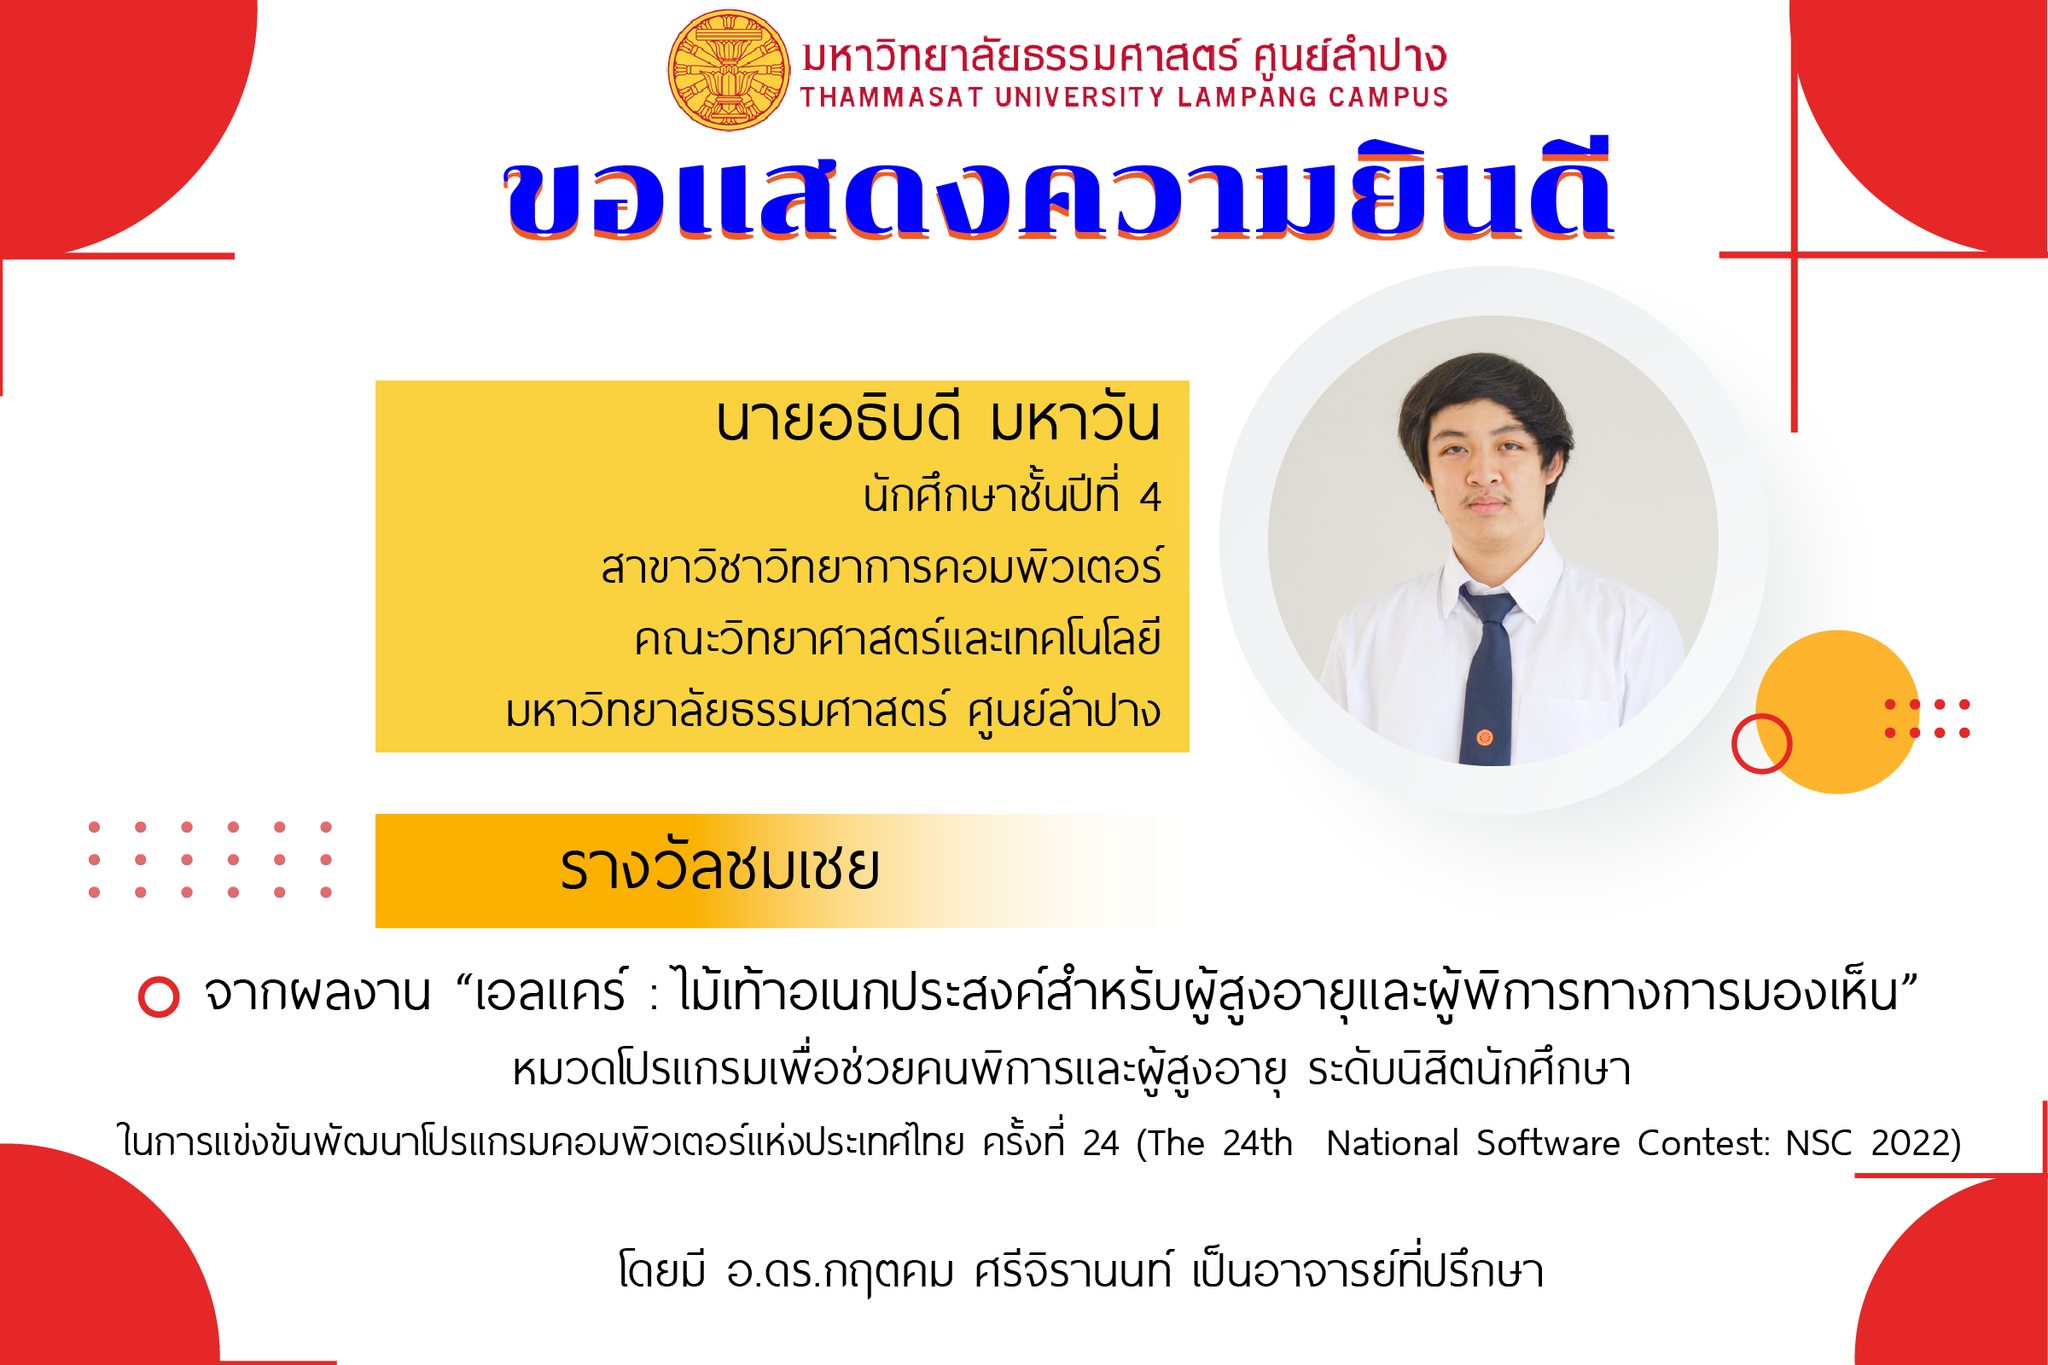 มหาวิทยาลัยธรรมศาสตร์ ศูนย์ลำปาง
THAMMASAT UNIVERSITY LAMPANG CAMPUS
ขอแสดงความยินดี
นายอธิบดี มหาวัน
นักศึกษาชั้นปีที่ 4
สาขาวิชาวิทยาการคอมพิวเตอร์
คณะวิทยาศาสตร์และเทคโนโลยี
มหาวิทยาลัยธรรมศาสตร์ ศูนย์ลำปาง
รางวัลชมเชย
จากผลงาน “เอลแคร์ : ไม้เท้าอเนกประสงค์สำหรับผู้สูงอายุและผู้พิการทางการมองเห็น”
หมวดโปรแกรมเพื่อช่วยคนพิการและผู้สูงอายุ ระดับนิสิตนักศึกษา
ในการแข่งขันพัฒนาโปรแกรมคอมพิวเตอร์แห่งประเทศไทย ครั้งที่ 24 (The 24th National Software Contest: NSC 2022)
โดยมี อ.ดร.กฤตคม ศรีจิรานนท์ เป็นอาจารย์ที่ปรึกษา